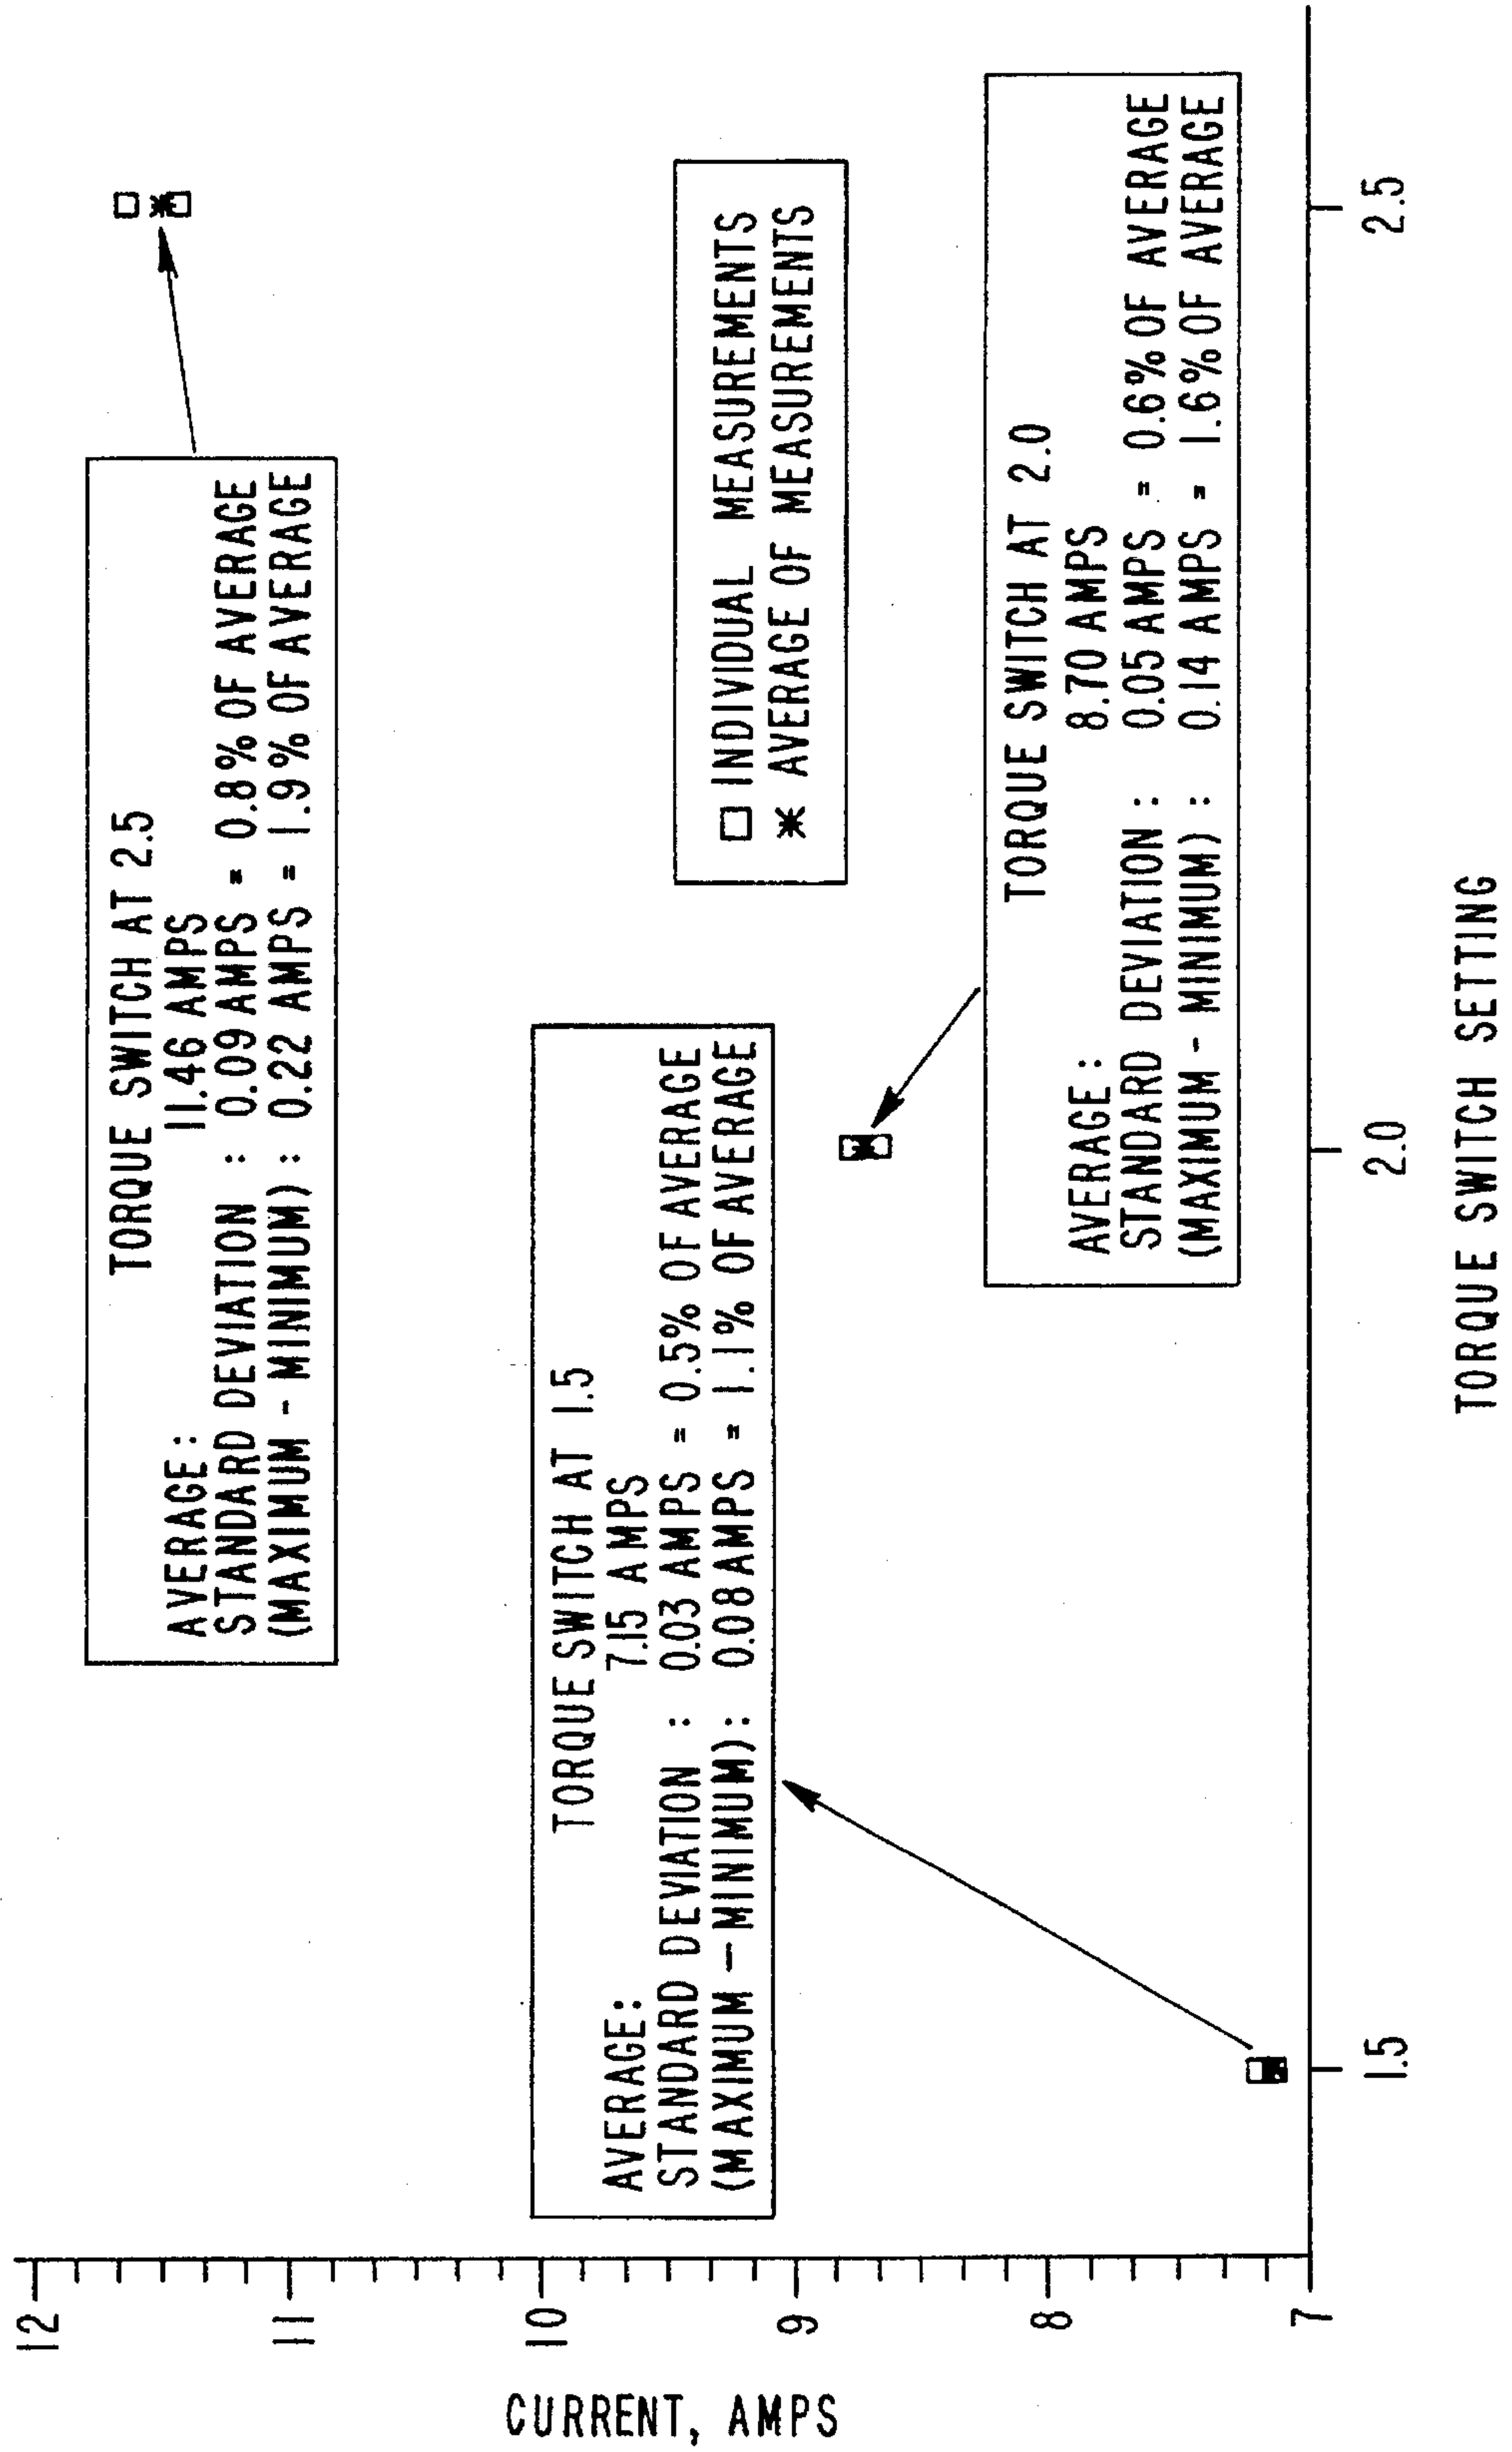 CURRENT, AMPS
12
11
10
9
8
7
TORQUE SWITCH AT 2.5
AVERAGE: 11.46 AMPS
STANDARD DEVIATION : 0.09 AMPS = 0.8% OF AVERAGE
(MAXIMUM - MINIMUM) : 0.22 AMPS = 1.9% OF AVERAGE
TORQUE SWITCH AT 1.5
AVERAGE: 7.15 AMPS
STANDARD DEVIATION : 0.03 AMPS = 0.5% OF AVERAGE
(MAXIMUM - MINIMUM): 0.08 AMPS = 1.1% OF AVERAGE
INDIVIDUAL MEASUREMENTS
AVERAGE OF MEASUREMENTS
TORQUE SWITCH AT 2.0
AVERAGE: 8.70 AMPS
STANDARD DEVIATION : 0.05 AMPS = 0.6% OF AVERAGE
(MAXIMUM - MINIMUM) : 0.14 AMPS = 1.6% OF AVERAGE
1.5
2.0
2.5
TORQUE SWITCH SETTING